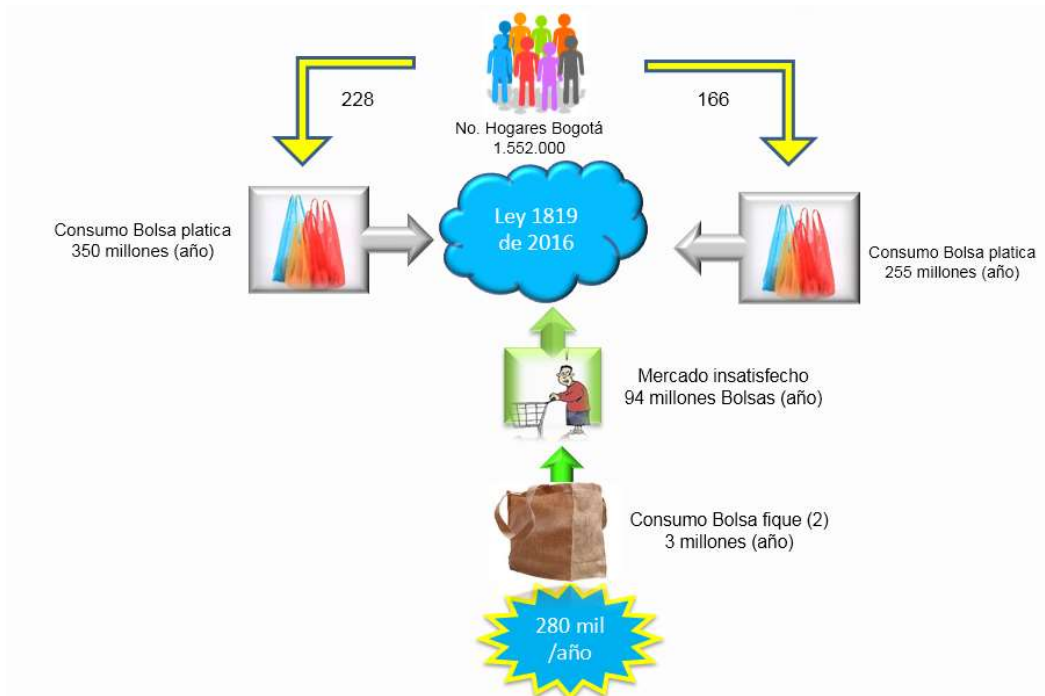 228
166
No. Hogares Bogotá
1.552.000
Consumo Bolsa platica
350 millones (año)
Ley 1819
de 2016
Consumo Bolsa platica
255 millones (año)
Mercado insatisfecho
94 millones Bolsas (año)
Consumo Bolsa fique (2)
3 millones (año)
280 mil
/año